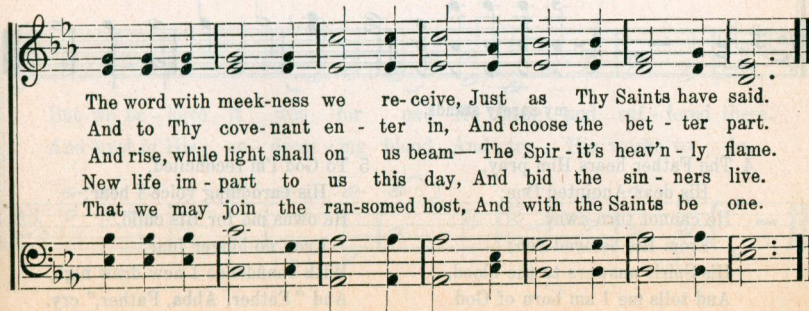 The word with meek-ness we re-ceive, Just as Thy Saints have said.
And to Thy cove-nant en - ter in, And choose the bet - ter part.
And rise, while light shall on us beam— The Spir - it's heav'n - ly flame.
New life im - part to us this day, And bid the sin - ners live.
That we may join the ran-somed host, And with the Saints be one.